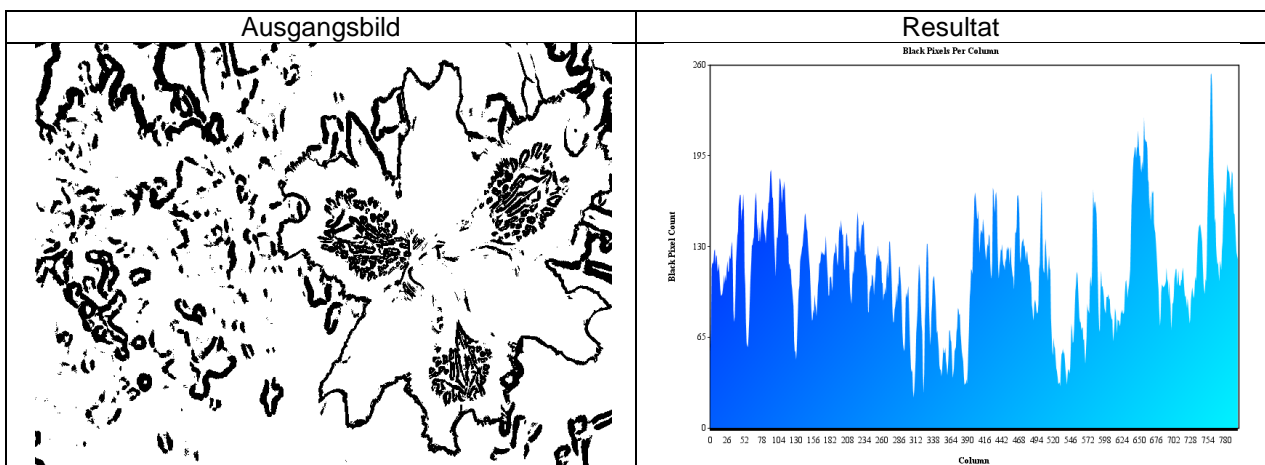 Ausgangsbild
Resultat
Black Pixels Per Column
260
195
130
65
0
Black Pixel Count
0 26 52 78 104 130 156 182 208 234 260 286 312 338 364 390 416 442 468 494 520 546 572 598 624 650 676 702 728 754 780
Column